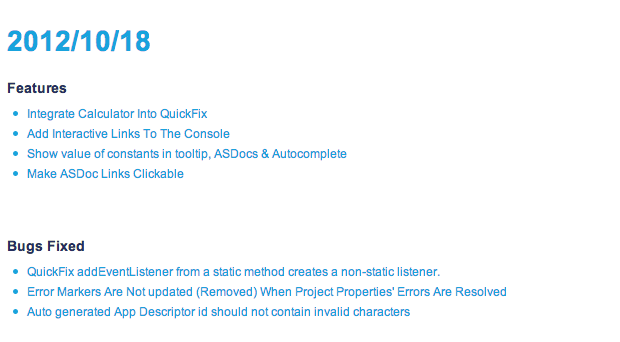 2012/10/18
Features
Integrate Calculator Into QuickFix
Add Interactive Links To The Console
Show value of constants in tooltip, ASDocs & Autocomplete
Make ASDoc Links Clickable
Bugs Fixed
QuickFix addEventListener from a static method creates a non-static listener.
Error Markers Are Not updated (Removed) When Project Properties' Errors Are Resolved
Auto generated App Descriptor id should not contain invalid characters